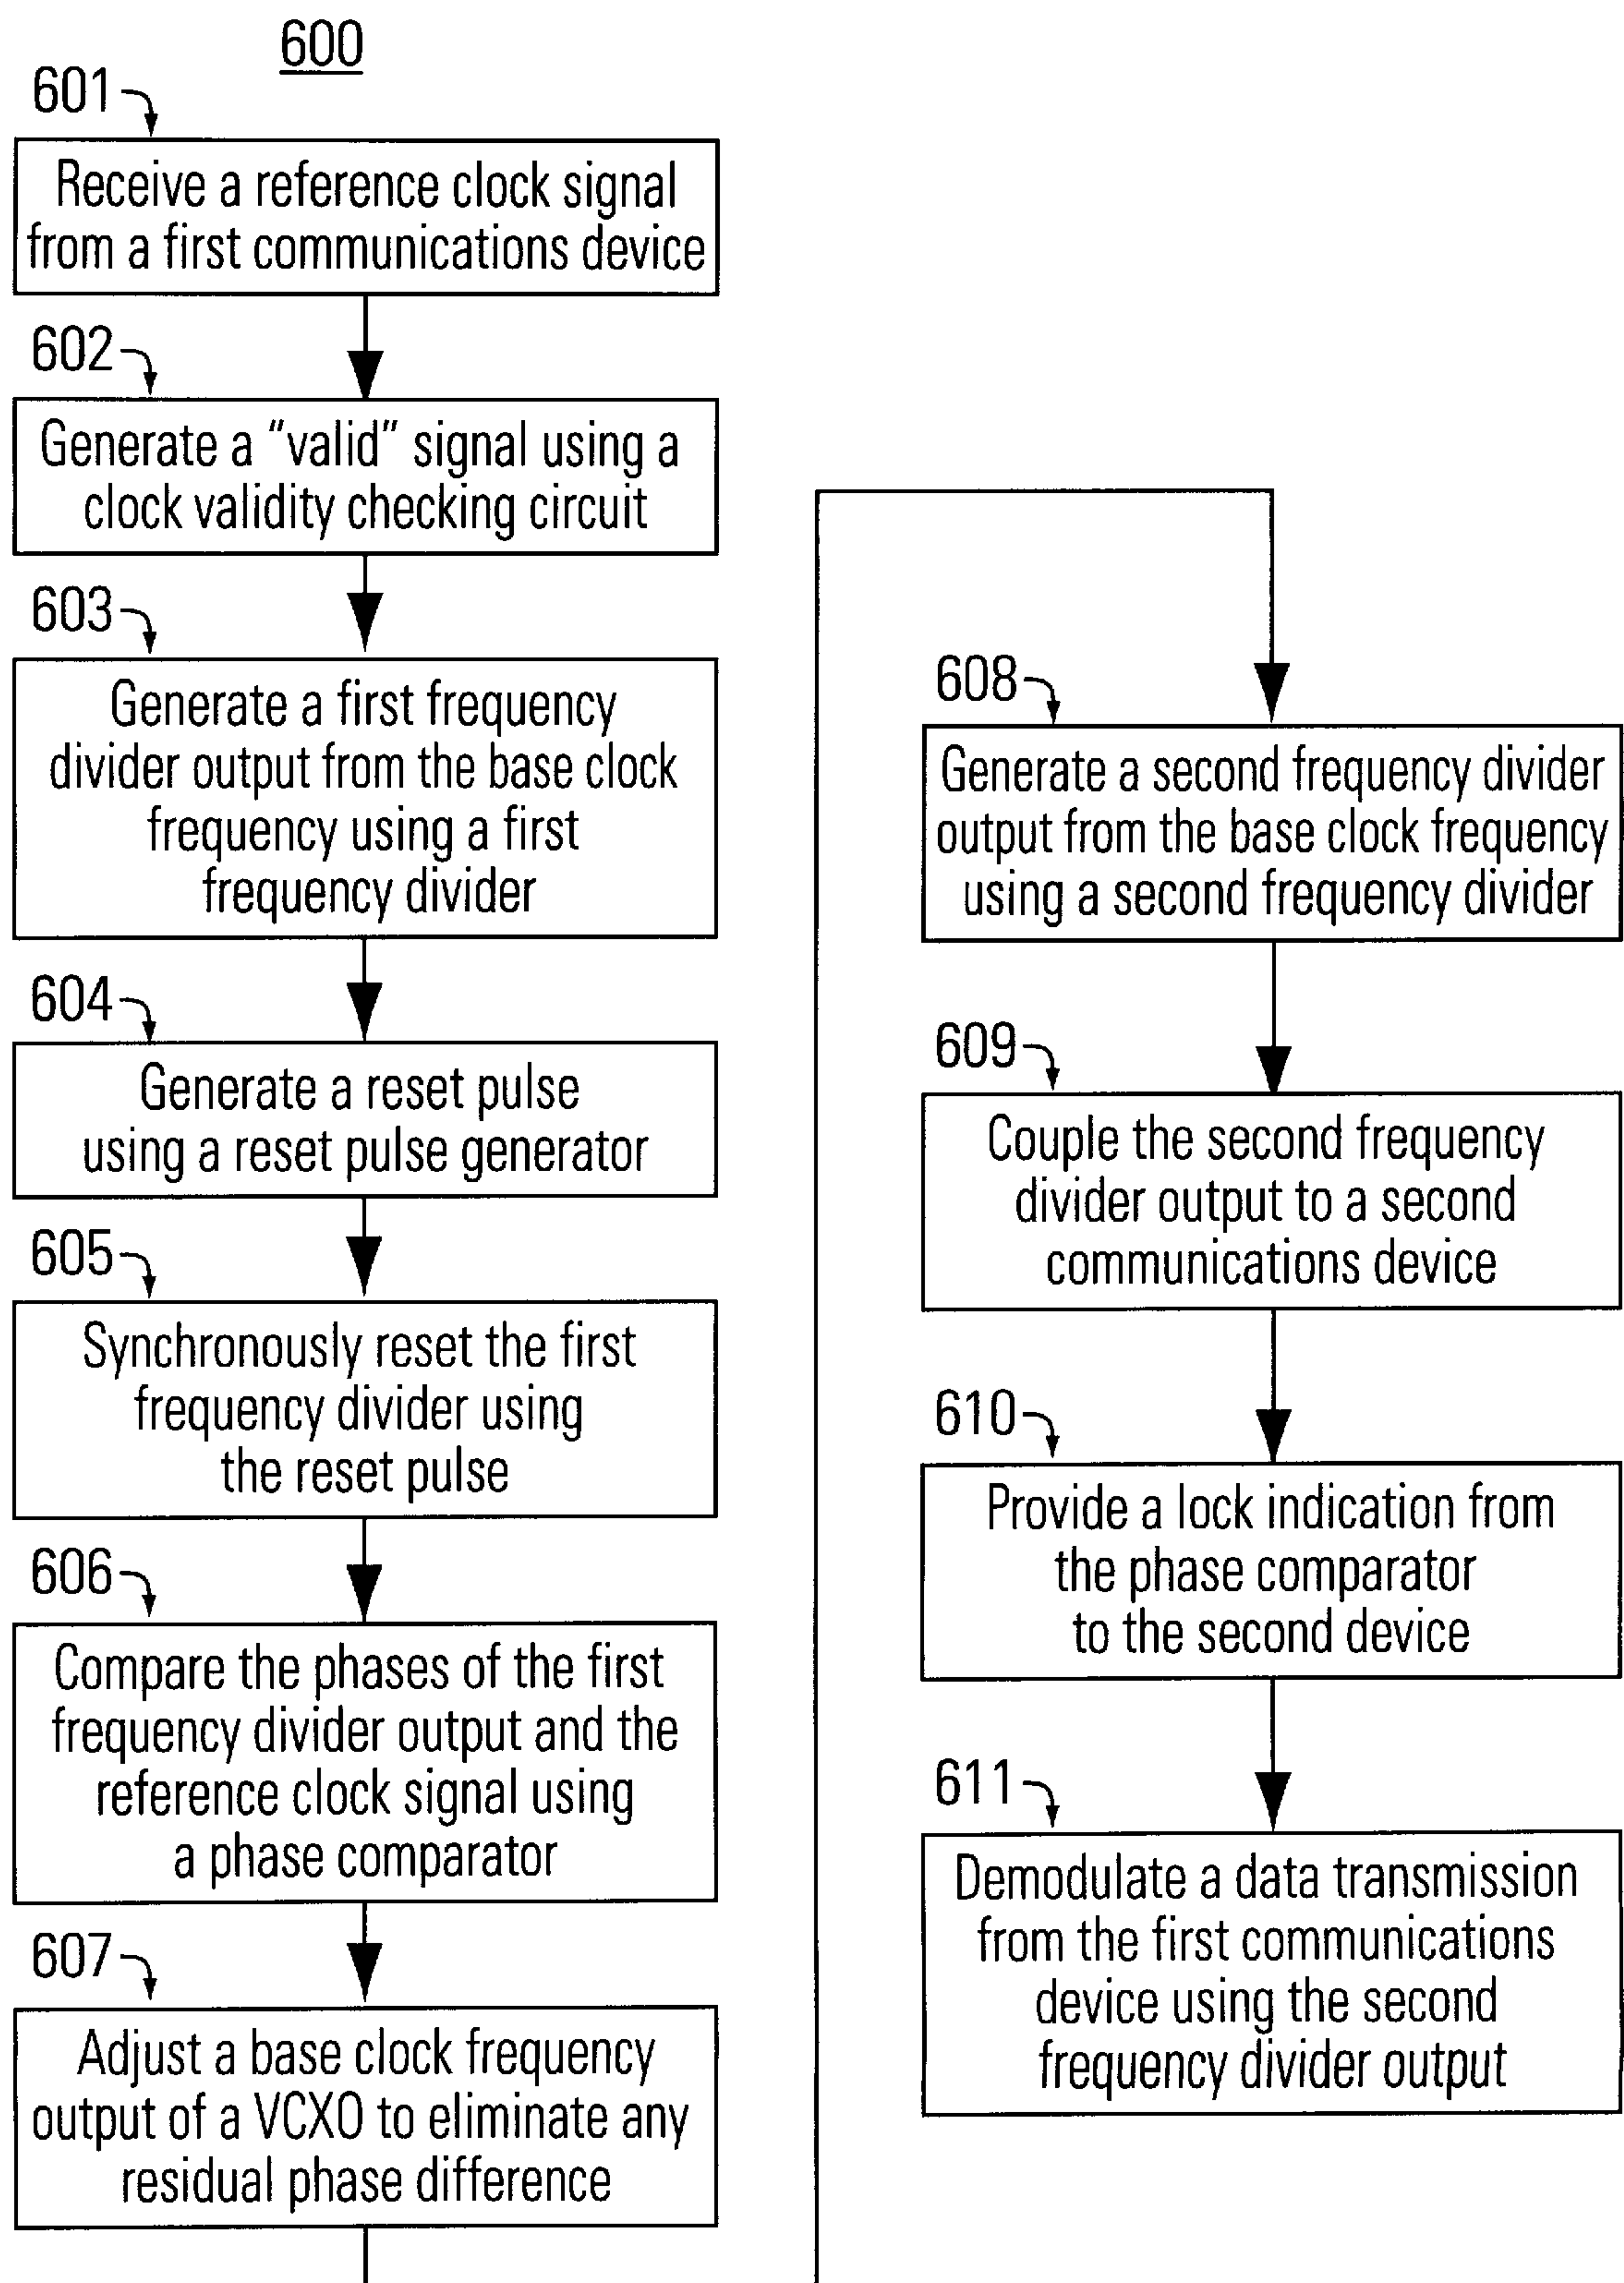 600
601
Receive a reference clock signal
from a first communications device
602
Generate a “valid” signal using a
clock validity checking circuit
603
Generate a first frequency
divider output from the base clock
frequency using a first
frequency divider
604
Generate a reset pulse
using a reset pulse generator
605
Synchronously reset the first
frequency divider using
the reset pulse
606
Compare the phases of the first
frequency divider output and the
reference clock signal using
a phase comparator
607
Adjust a base clock frequency
output of a VCXO to eliminate any
residual phase difference
608
Generate a second frequency divider
output from the base clock frequency
using a second frequency divider
609
Couple the second frequency
divider output to a second
communications device
610
Provide a lock indication from
the phase comparator
to the second device
611
Demodulate a data transmission
from the first communications
device using the second
frequency divider output